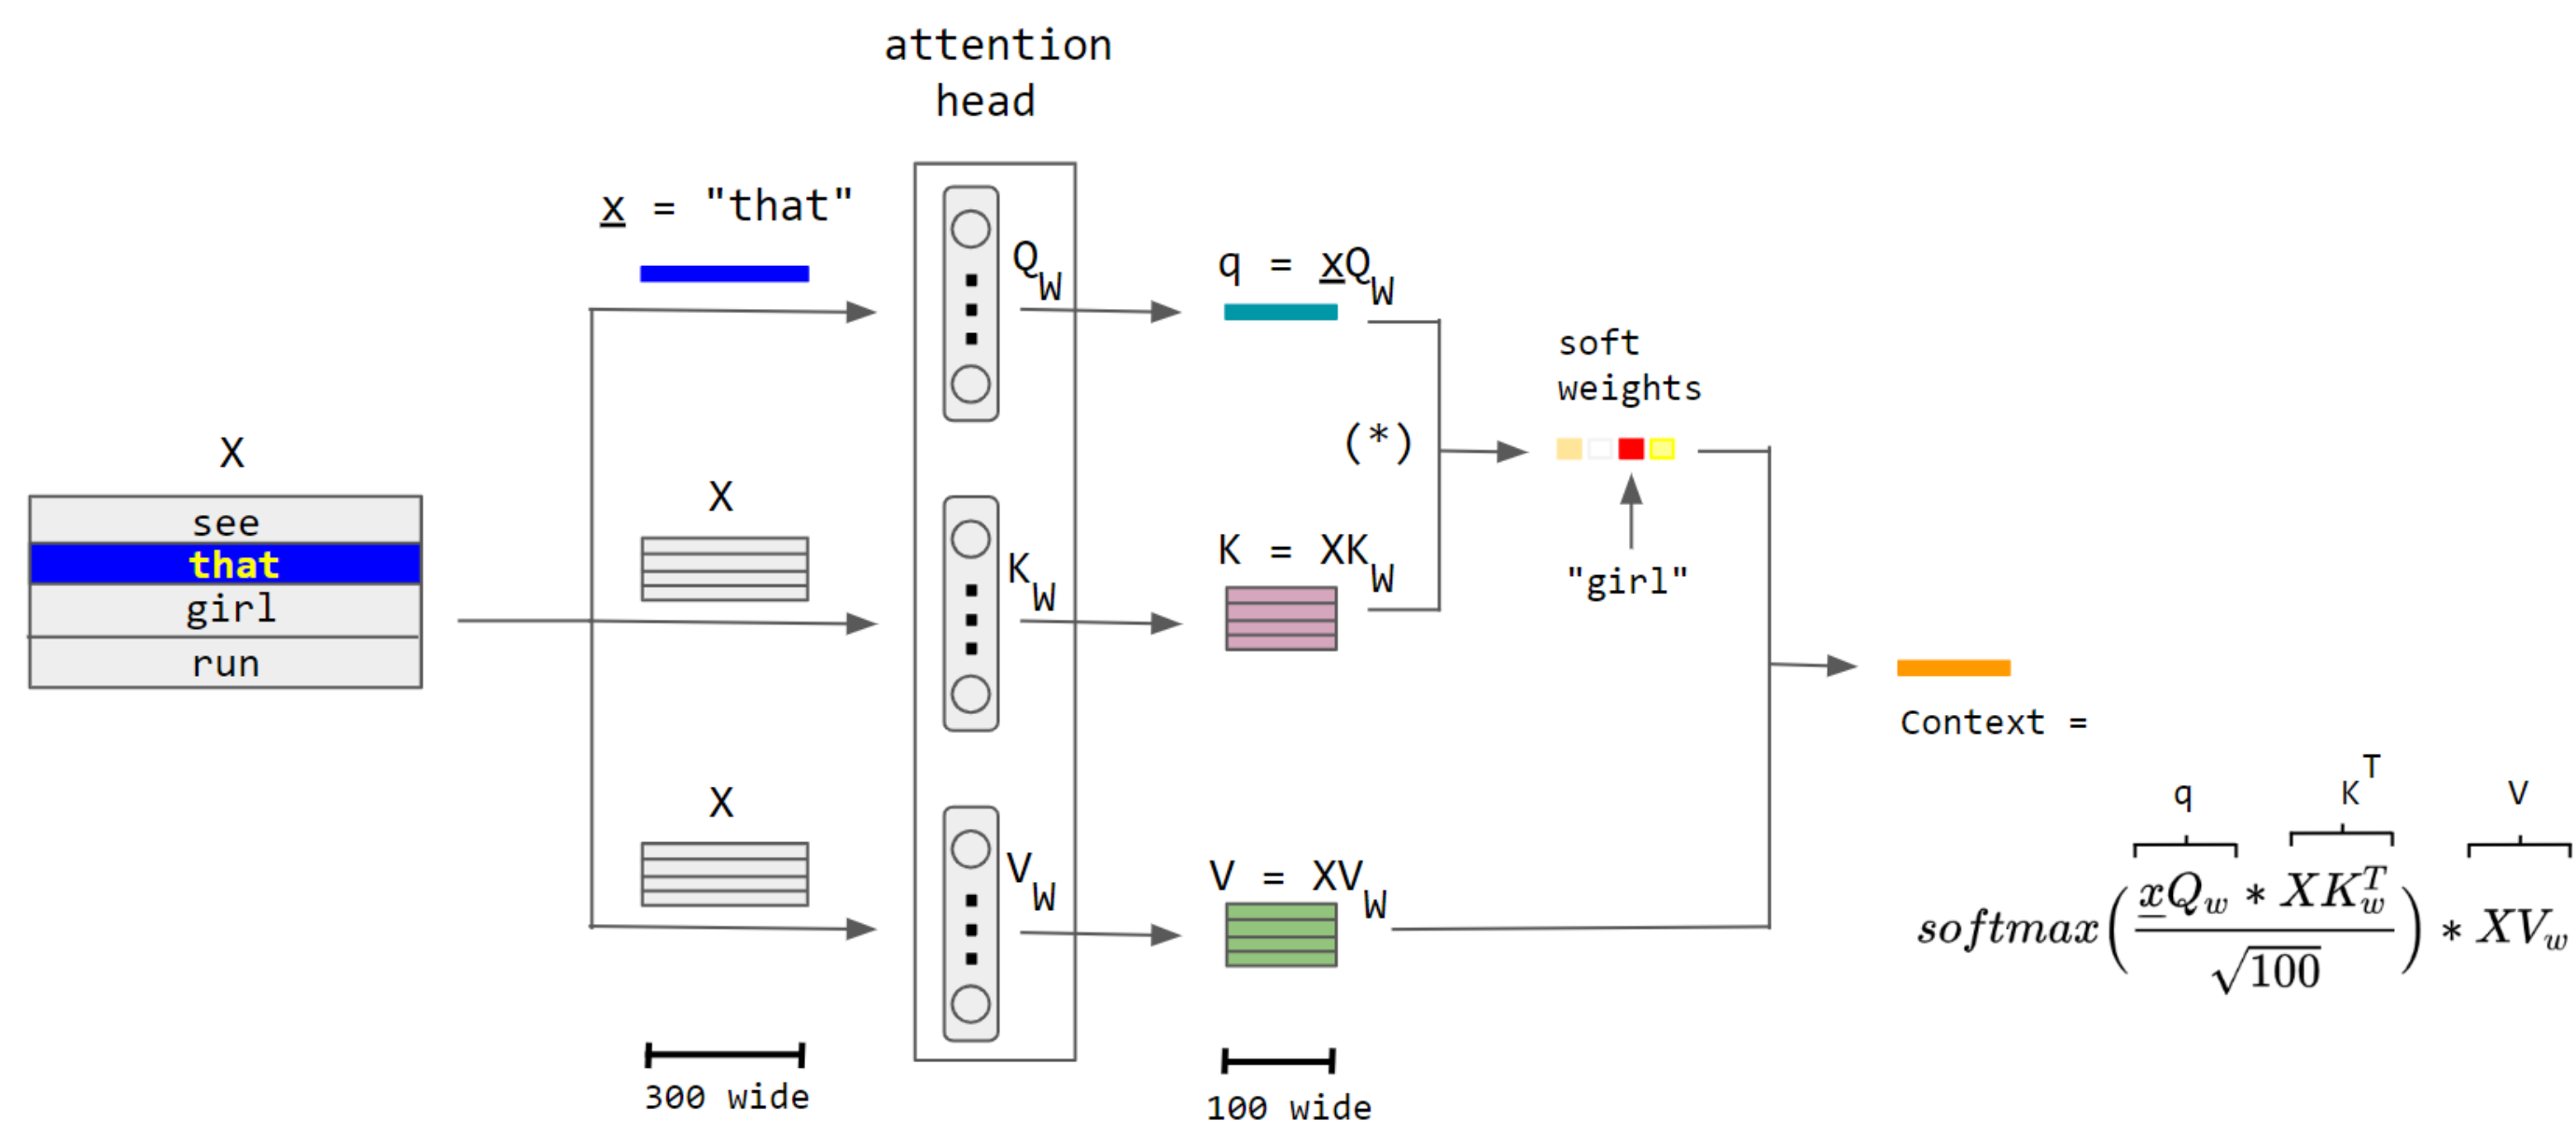 attention
head
x = "that"
Q_W
q = xQ_W
soft
weights
X
see
that
girl
run
X
K_W
(*)
K = XK_W
"girl"
X
V_W
V = XV_W
Context =
q K^T V
softmax(xQ_w * XK_w^T / √100) * XV_w
300 wide
100 wide